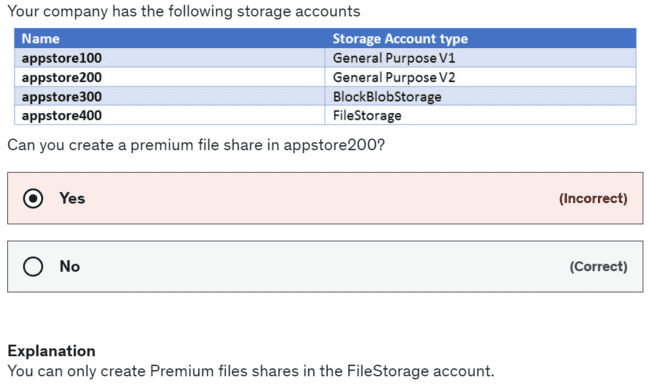 Your company has the following storage accounts
Name Storage Account type
appstore100 General Purpose V1
appstore200 General Purpose V2
appstore300 BlockBlobStorage
appstore400 FileStorage
Can you create a premium file share in appstore200?
Yes (Incorrect)
No (Correct)
Explanation
You can only create Premium files shares in the FileStorage account.